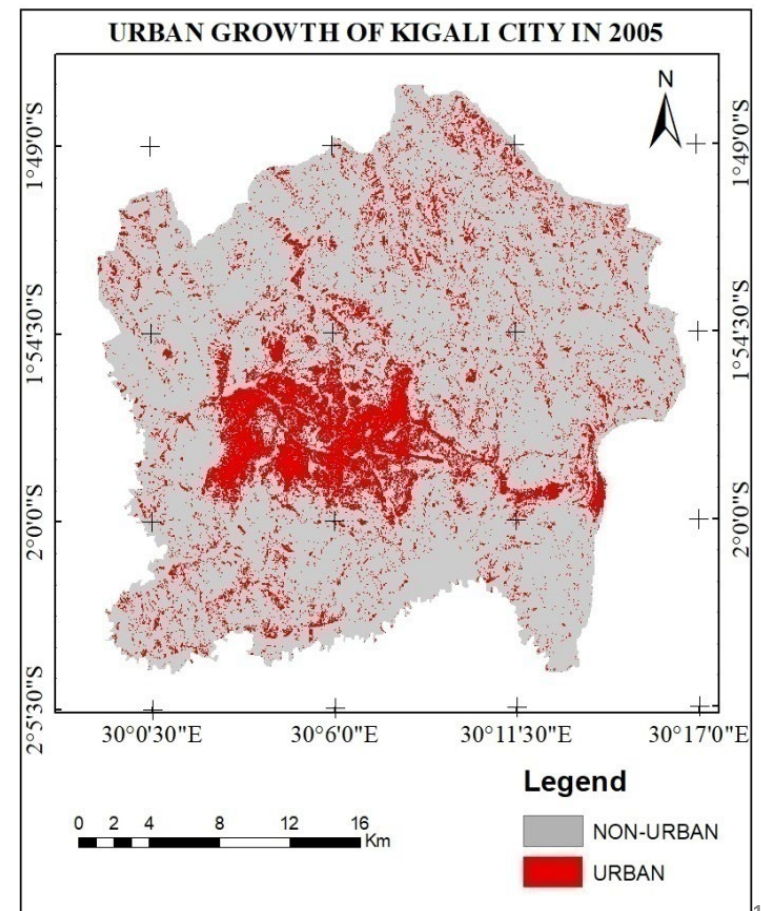 URBAN GROWTH OF KIGALI CITY IN 2005
N
1°49'0"S
1°49'0"S
1°54'30"S
1°54'30"S
2°0'0"S
2°0'0"S
2°5'30"S
30°0'30"E
30°6'0"E
30°11'30"E
30°17'0"E
Legend
0 2 4 8 12 16
Km
NON-URBAN
URBAN
1